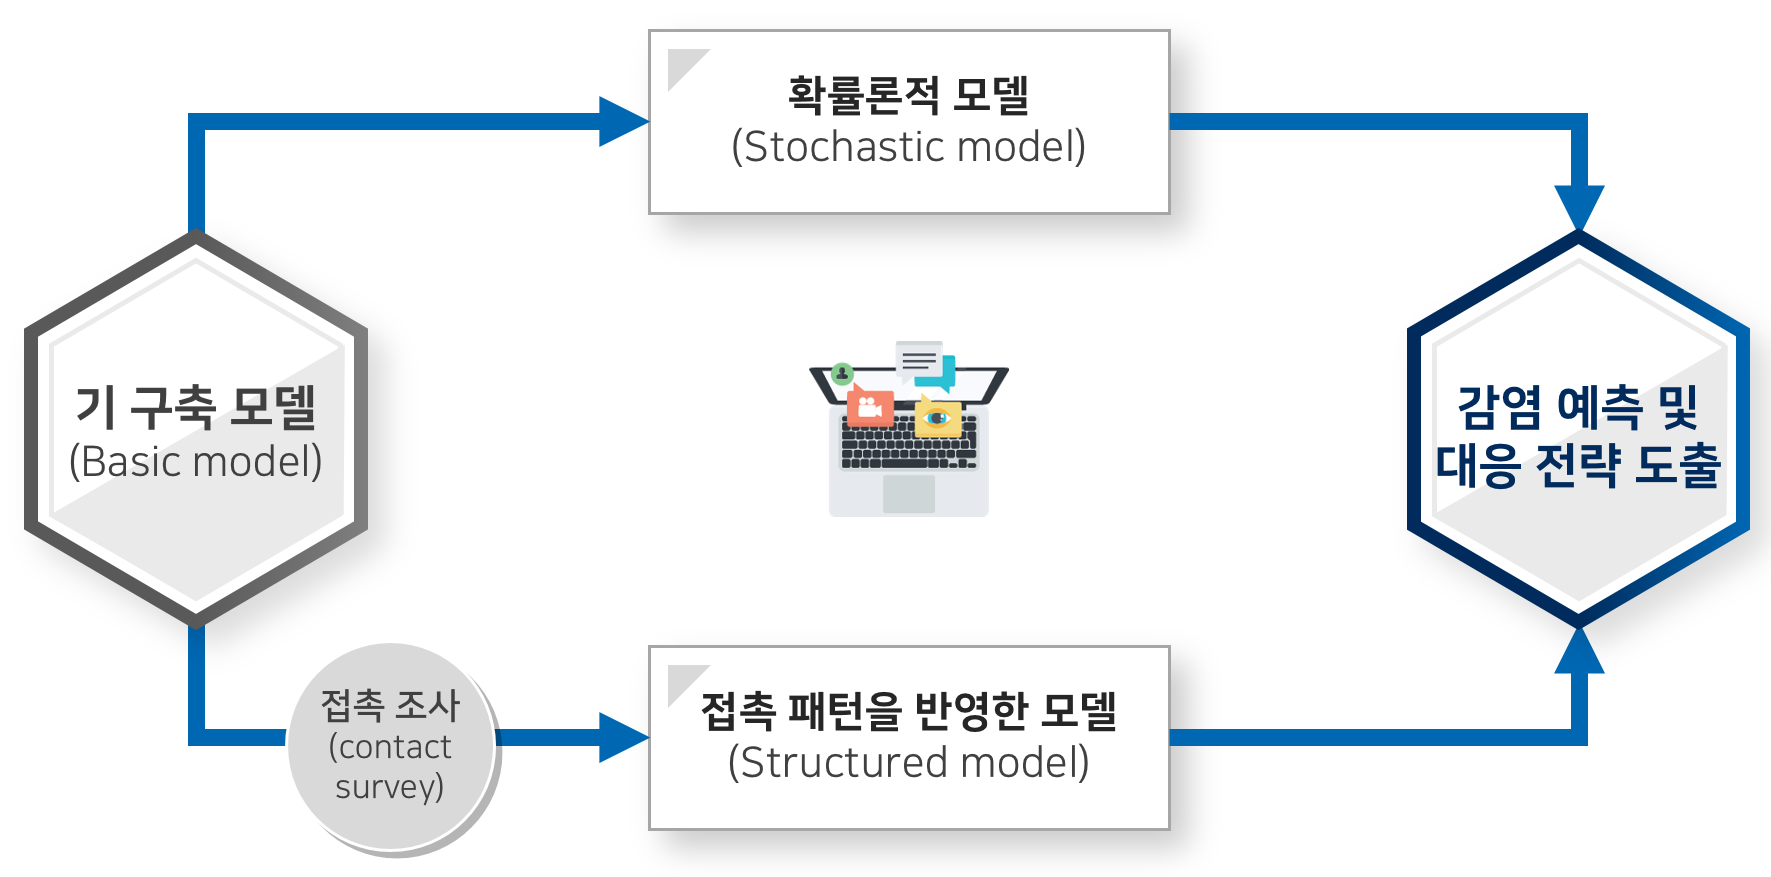 확률론적 모델
(Stochastic model)
기 구축 모델
(Basic model)
감염 예측 및
대응 전략 도출
접촉 조사
(contact
survey)
접촉 패턴을 반영한 모델
(Structured model)